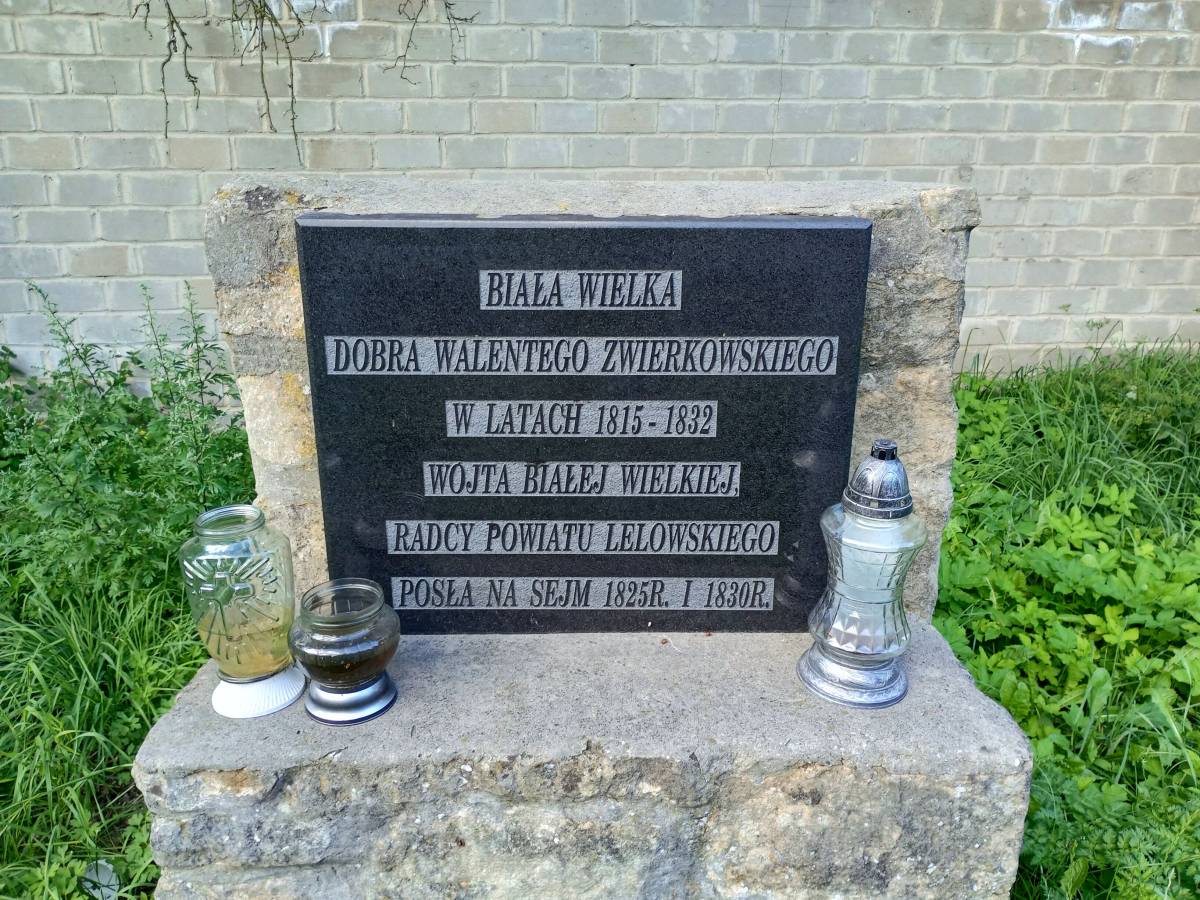 BIAŁA WIELKA
DOBRA WALENTEGO ZWIERKOWSKIEGO
W LATACH 1815 - 1832
WÓJTA BIAŁEJ WIELKIEJ,
RADCY POWIATU LELOWSKIEGO
POSŁA NA SEJM 1825R. I 1830R.